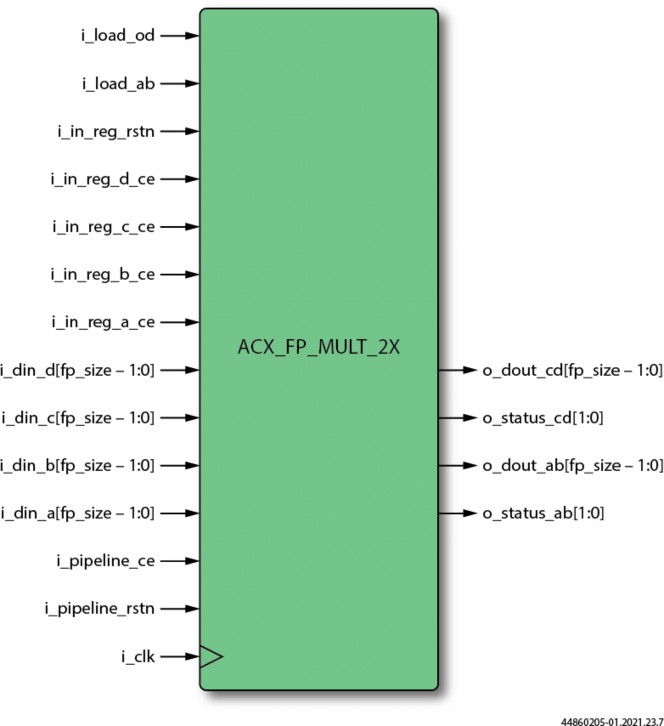 i_load_od
i_load_ab
i_in_reg_rstn
i_in_reg_d_ce
i_in_reg_c_ce
i_in_reg_b_ce
i_in_reg_a_ce
ACX_FP_MULT_2X
i_din_d[fp_size – 1:0]
o_dout_cd[fp_size – 1:0]
i_din_c[fp_size – 1:0]
o_status_cd[1:0]
i_din_b[fp_size – 1:0]
o_dout_ab[fp_size – 1:0]
i_din_a[fp_size – 1:0]
o_status_ab[1:0]
i_pipeline_ce
i_pipeline_rstn
i_clk
44860205-01.2021.23.7